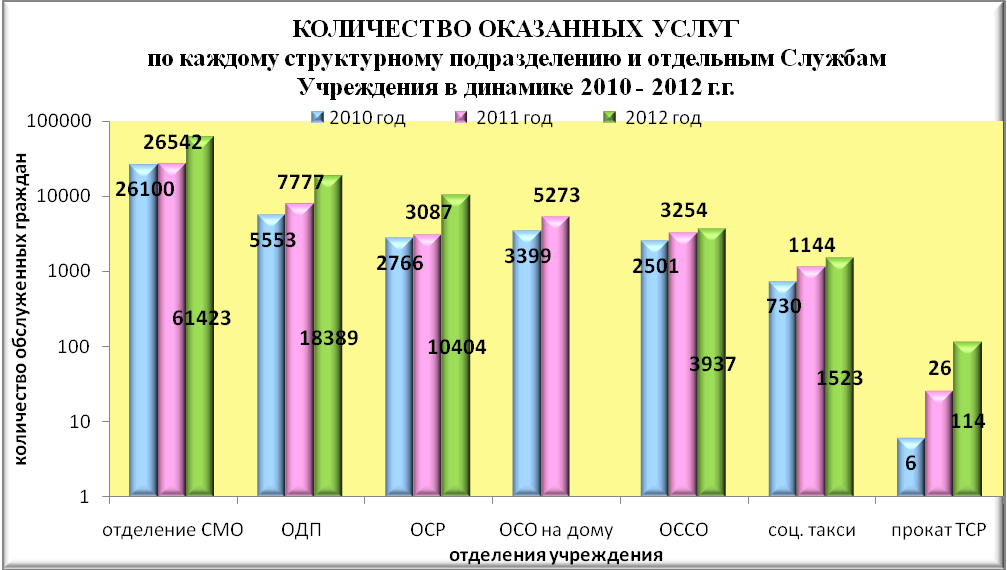 КОЛИЧЕСТВО ОКАЗАННЫХ УСЛУГ
по каждому структурному подразделению и отдельным Службам
Учреждения в динамике 2010 - 2012 г.г.
2010 год 2011 год 2012 год
количество обслуженных граждан
100000
10000
1000
100
10
1
26100 26542 61423
5553 7777 18389
2766 3087 10404
3399 5273
2501 3254 3937
730 1144 1523
6 26 114
отделение СМО ОДП ОСР ОСО на дому ОССО соц. такси прокат ТСР
отделения учреждения